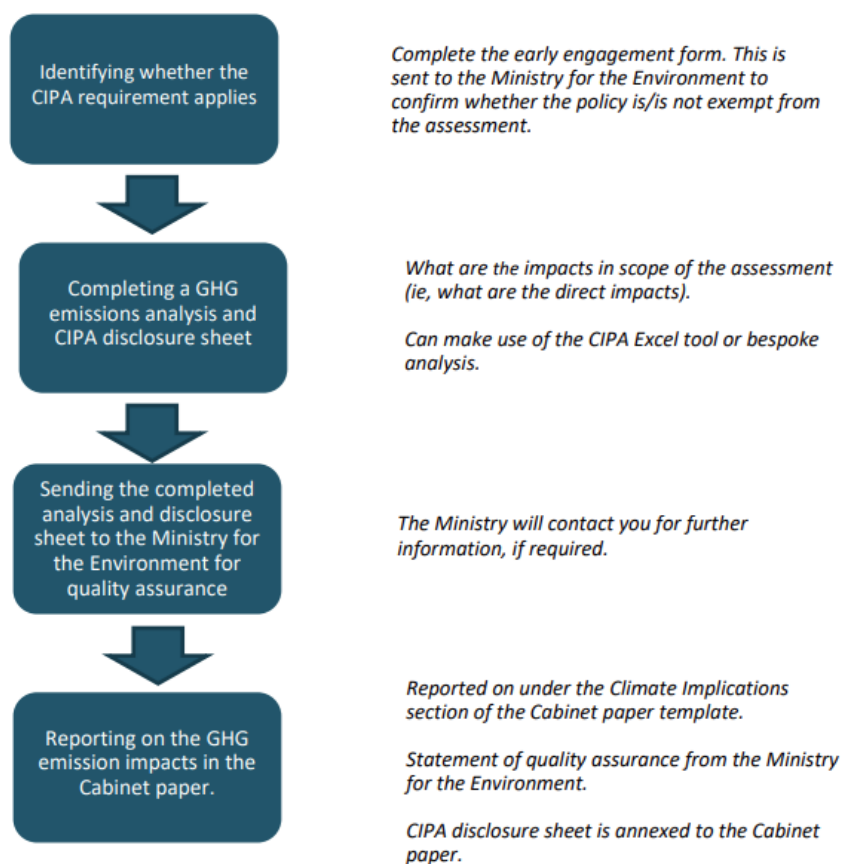 Identifying whether the
CIPA requirement applies
Complete the early engagement form. This is
sent to the Ministry for the Environment to
confirm whether the policy is/is not exempt from
the assessment.
Completing a GHG
emissions analysis and
CIPA disclosure sheet
What are the impacts in scope of the assessment
(ie, what are the direct impacts).
Can make use of the CIPA Excel tool or bespoke
analysis.
Sending the completed
analysis and disclosure
sheet to the Ministry for
the Environment for
quality assurance
The Ministry will contact you for further
information, if required.
Reporting on the GHG
emission impacts in the
Cabinet paper.
Reported on under the Climate Implications
section of the Cabinet paper template.
Statement of quality assurance from the Ministry
for the Environment.
CIPA disclosure sheet is annexed to the Cabinet
paper.